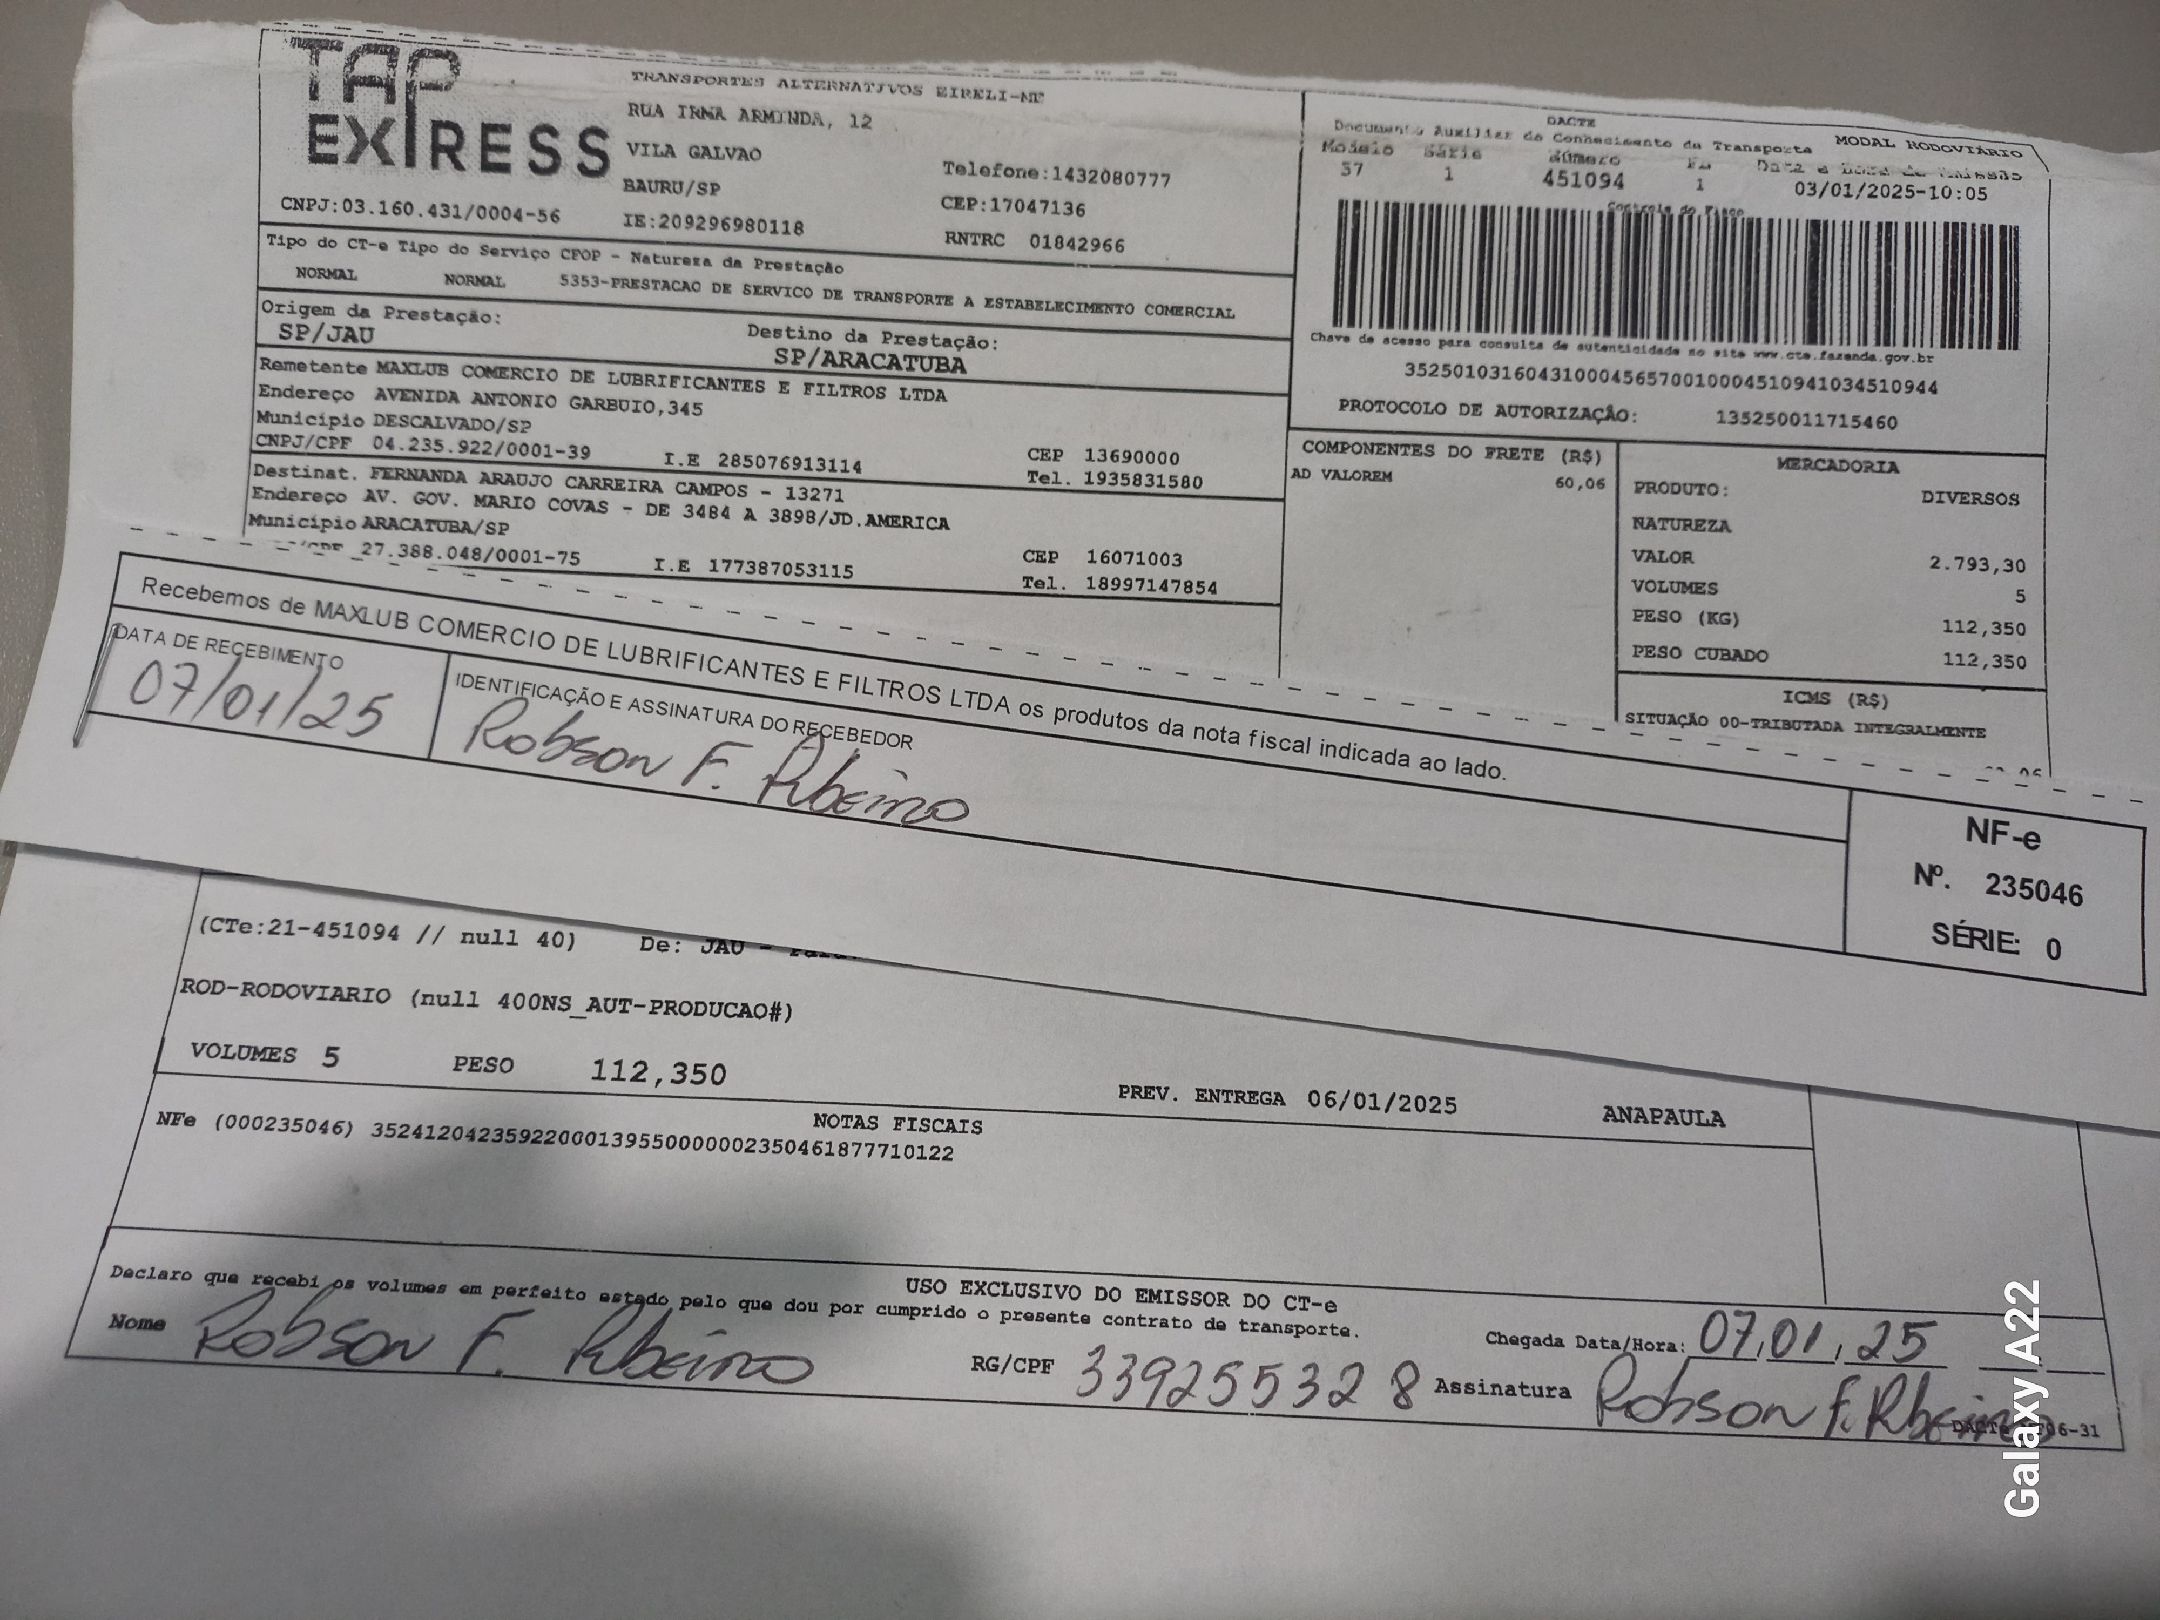 TAP
EXPRESS
TRANSPORTES ALTERNATIVOS EIRELI-ME
RUA IRMA ARMINDA, 12
VILA GALVAO
BAURU/SP
Telefone:1432080777
CEP:17047136
CNPJ:03.160.431/0004-56
IE:209296980118
RNTRC 01842966
DACTE
Documento Auxiliar do Conhecimento de Transporte
MODAL RODOVIÁRIO
Modelo Série Número FL Data e Hora de Emissão
57 1 451094 1 03/01/2025-10:05
Controle do Fisco
Tipo do CT-e Tipo do Serviço CFOP - Natureza da Prestação
NORMAL NORMAL 5353-PRESTACAO DE SERVICO DE TRANSPORTE A ESTABELECIMENTO COMERCIAL
Origem da Prestação: Destino da Prestação:
SP/JAU SP/ARACATUBA
Chave de acesso para consulta de autenticidade no site www.cte.fazenda.gov.br
35250103160431000456570010004510941034510944
PROTOCOLO DE AUTORIZAÇÃO: 135250011715460
Remetente MAXLUB COMERCIO DE LUBRIFICANTES E FILTROS LTDA
Endereço AVENIDA ANTONIO GARBUIO,345
Municipio DESCALVADO/SP
CEP 13690000
CNPJ/CPF 04.235.922/0001-39 I.E 285076913114 Tel. 1935831580
Destinat. FERNANDA ARAUJO CARREIRA CAMPOS - 13271
Endereço AV. GOV. MARIO COVAS - DE 3484 A 3898/JD.AMERICA
Municipio ARACATUBA/SP
CEP 16071003
27.388.048/0001-75 I.E 177387053115 Tel. 18997147854
COMPONENTES DO FRETE (R$)
AD VALOREM 60,06
MERCADORIA
PRODUTO: DIVERSOS
NATUREZA
VALOR 2.793,30
VOLUMES 5
PESO (KG) 112,350
PESO CUBADO 112,350
ICMS (R$)
SITUAÇÃO 00-TRIBUTADA INTEGRALMENTE
Recebemos de MAXLUB COMERCIO DE LUBRIFICANTES E FILTROS LTDA os produtos da nota fiscal indicada ao lado.
DATA DE RECEBIMENTO
07/01/25
IDENTIFICAÇÃO E ASSINATURA DO RECEBEDOR
Robson F. Ribeiro
NF-e
Nº. 235046
SÉRIE: 0
(CTe:21-451094 // null 40) De: JAU -
ROD-RODOVIARIO (null 400NS_AUT-PRODUCAO#)
VOLUMES 5 PESO 112,350 PREV. ENTREGA 06/01/2025 ANAPAULA
NOTAS FISCAIS
NFe (000235046) 35241204235922000139550000002350461877710122
USO EXCLUSIVO DO EMISSOR DO CT-e
Declaro que recebi os volumes em perfeito estado pelo que dou por cumprido o presente contrato de transporte.
Nome Robson F. Ribeiro RG/CPF 339255328
Chegada Data/Hora: 07,01,25
Assinatura Robson F. Ribeiro
Galaxy A22